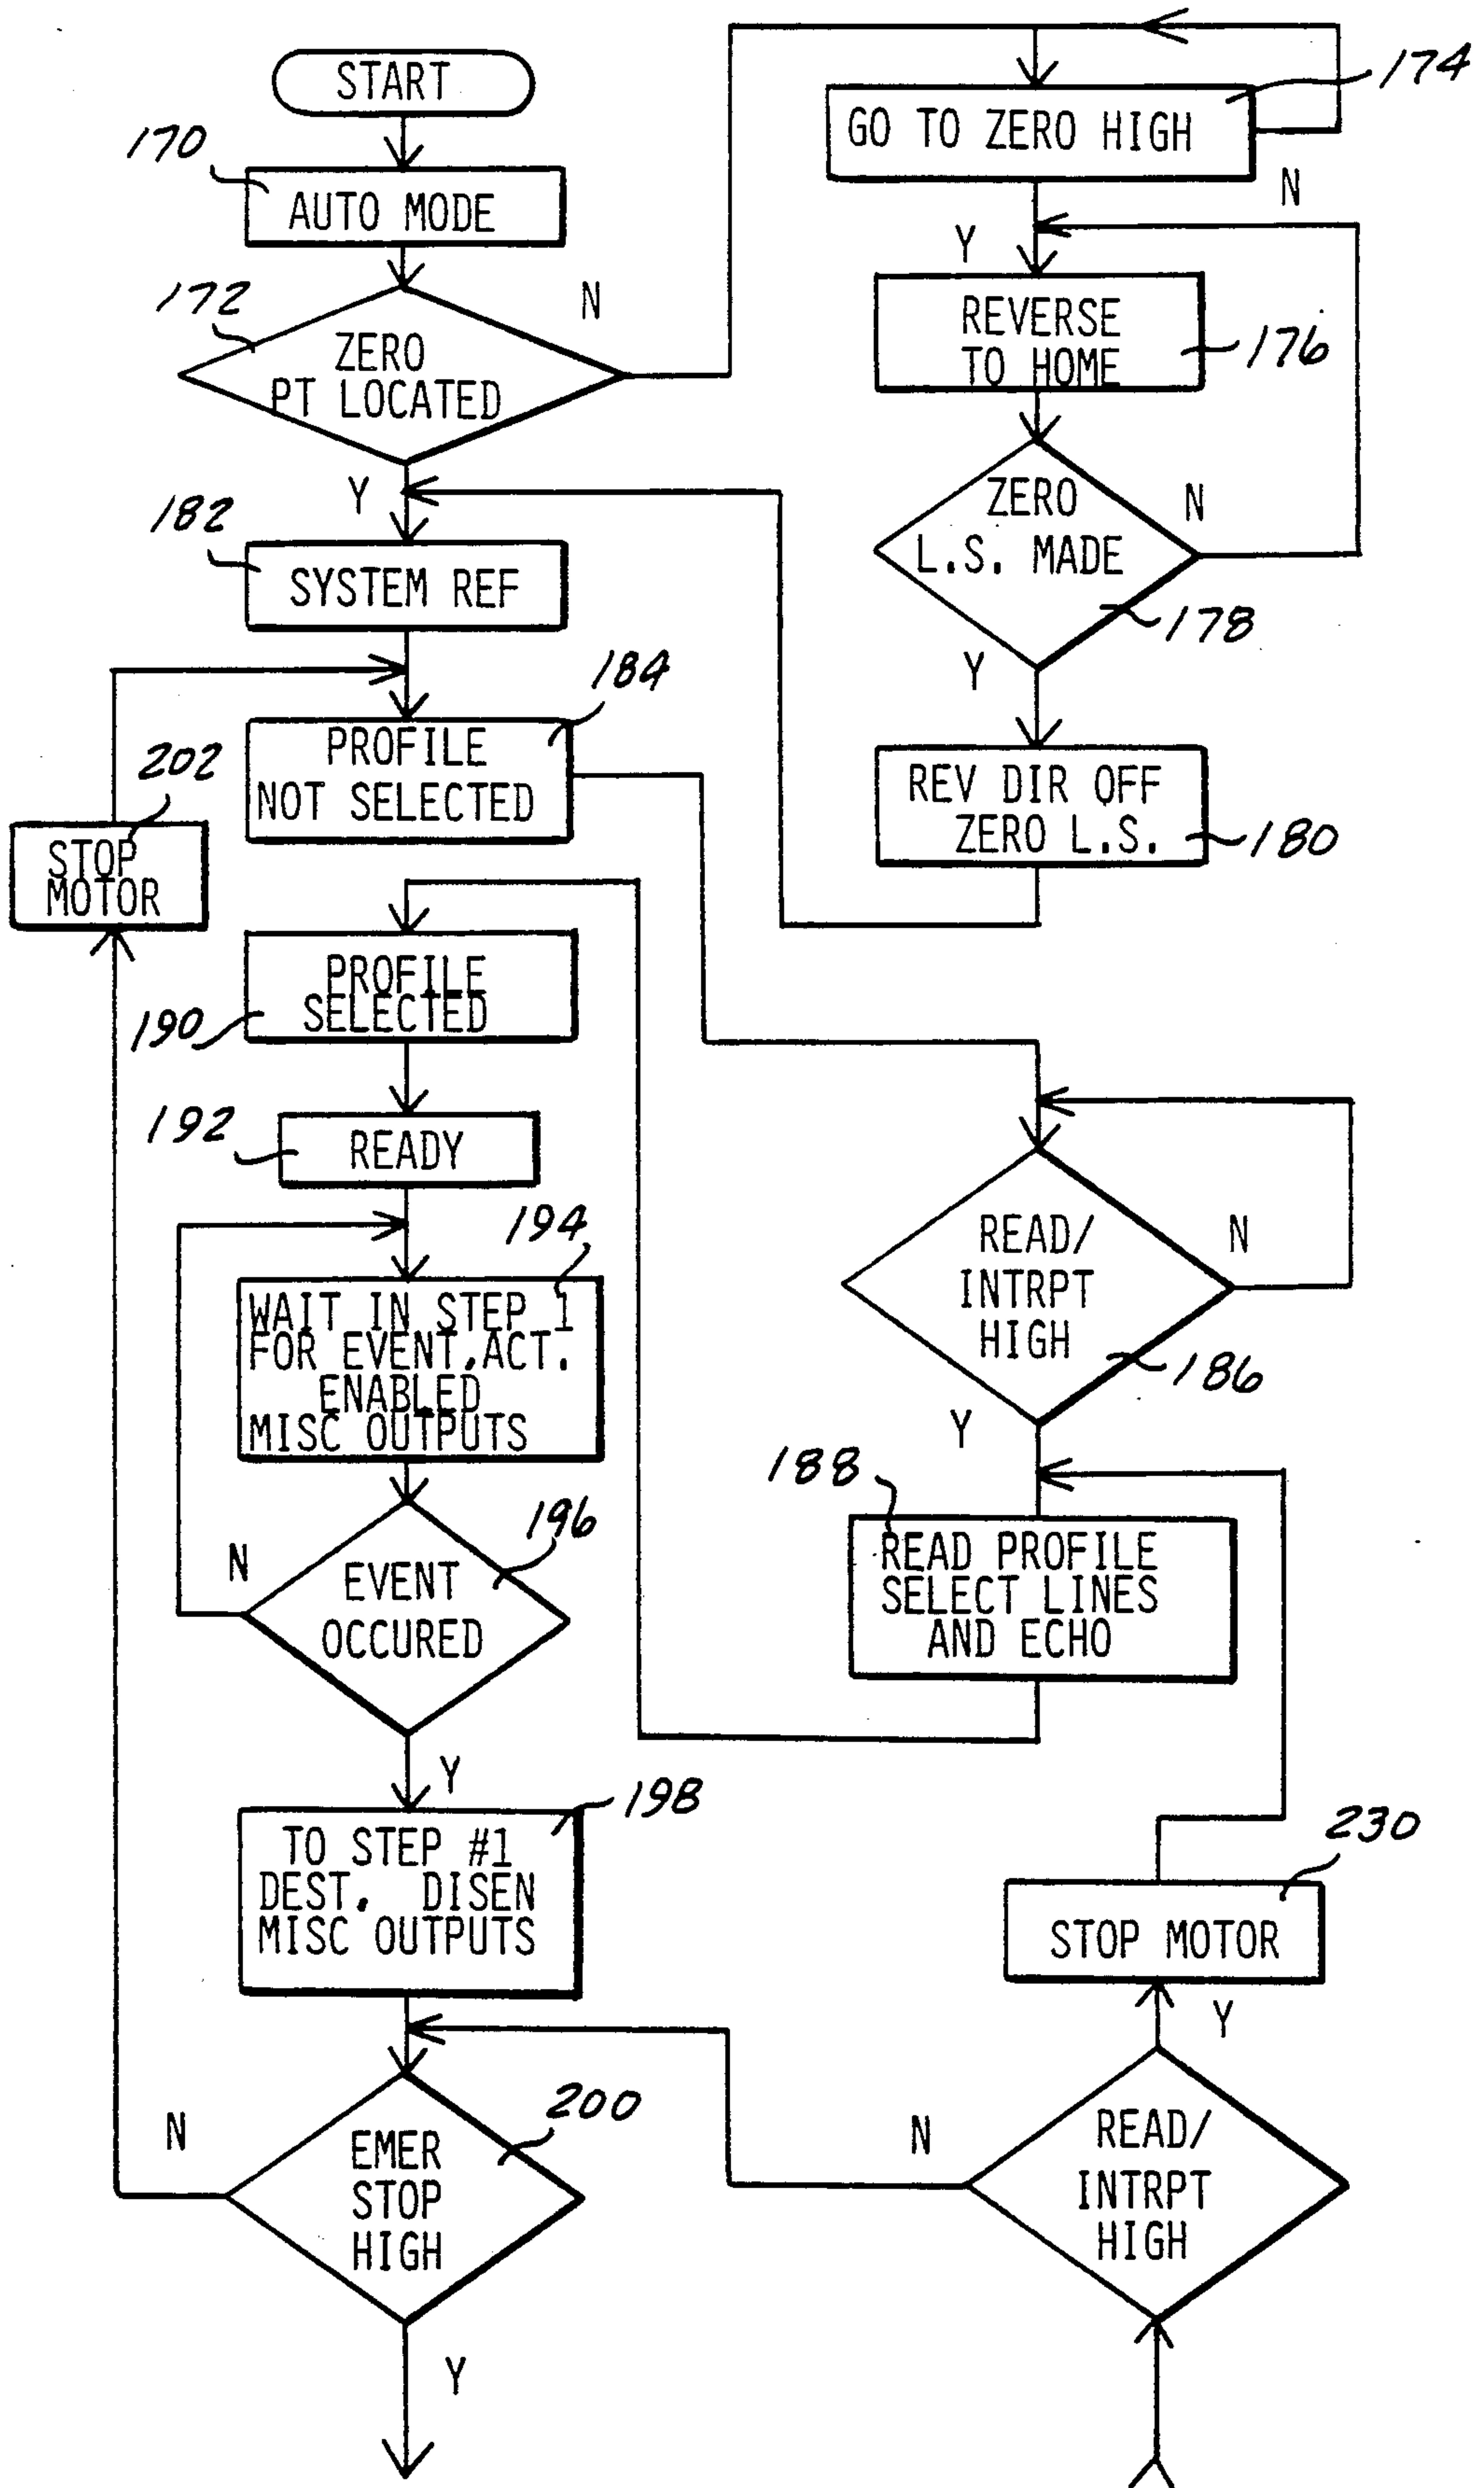 START
170
AUTO MODE
172
ZERO
PT LOCATED
N
Y
174
GO TO ZERO HIGH
N
Y
REVERSE
TO HOME
176
ZERO
L.S. MADE
N
178
Y
REV DIR OFF
ZERO L.S.
180
182
SYSTEM REF
184
PROFILE
NOT SELECTED
202
STOP
MOTOR
PROFILE
SELECTED
190
192
READY
194
WAIT IN STEP 1
FOR EVENT, ACT.
ENABLED
MISC OUTPUTS
196
N
EVENT
OCCURED
Y
READ/
INTRPT
HIGH
N
186
Y
188
READ PROFILE
SELECT LINES
AND ECHO
198
TO STEP #1
DEST. DISEN
MISC OUTPUTS
230
STOP MOTOR
Y
200
N
EMER
STOP
HIGH
Y
N
READ/
INTRPT
HIGH